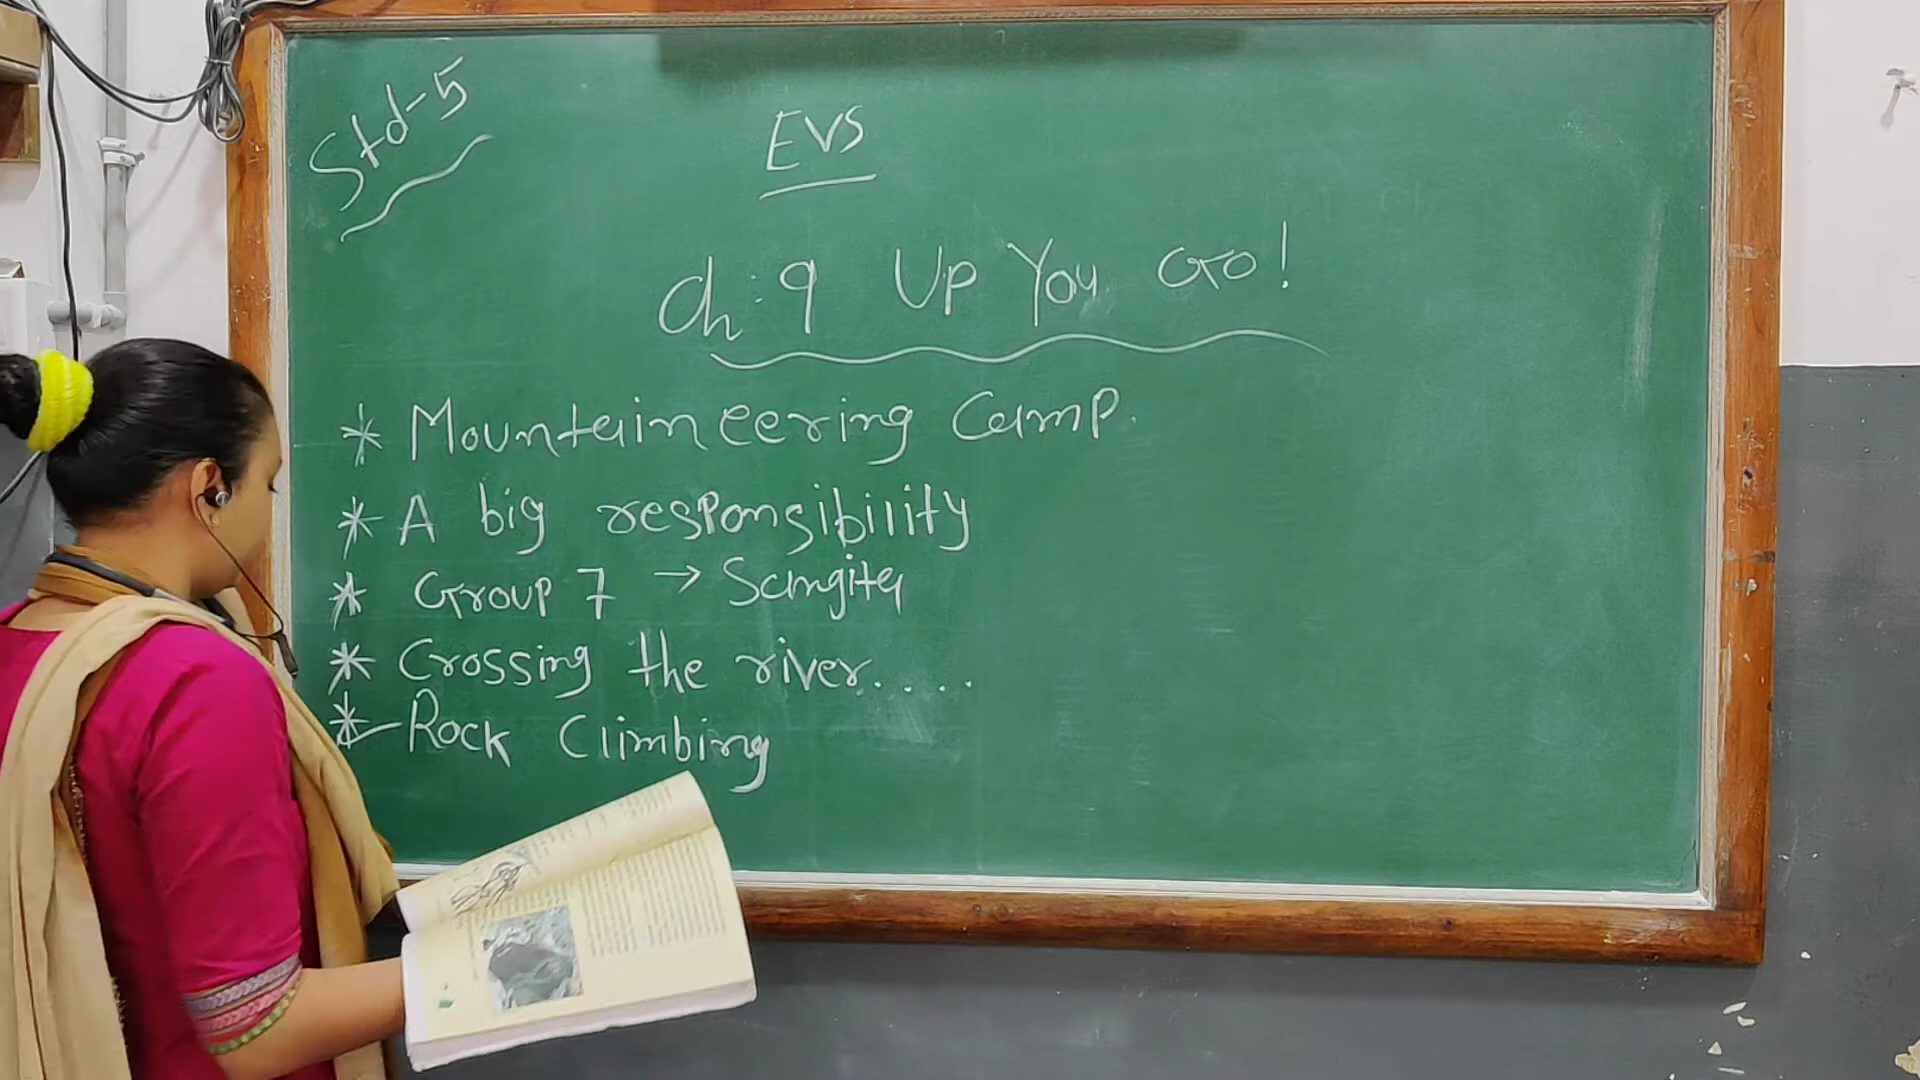 Std-5
EVS
Ch:9 Up You Go!
* Mountaineering Camp.
* A big responsibility
* Group 7 → Sangita
* Crossing the river.....
* Rock Climbing